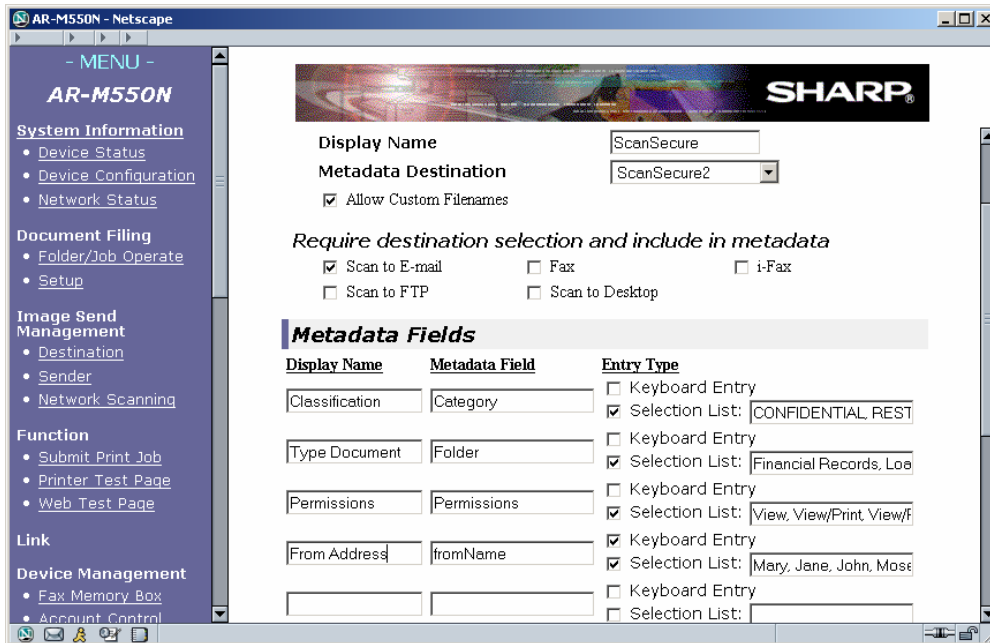 AR-M550N - Netscape
- MENU -
AR-M550N
System Information
Device Status
Device Configuration
Network Status
Document Filing
Folder/Job Operate
Setup
Image Send
Management
Destination
Sender
Network Scanning
Function
Submit Print Job
Printer Test Page
Web Test Page
Link
Device Management
Fax Memory Box
Account Control
SHARP®
Display Name ScanSecure
Metadata Destination ScanSecure2
Allow Custom Filenames
Require destination selection and include in metadata
Scan to E-mail Fax i-Fax
Scan to FTP Scan to Desktop
Metadata Fields
Display Name Metadata Field Entry Type
Keyboard Entry
Classification Category Selection List: CONFIDENTIAL, REST
Keyboard Entry
Type Document Folder Selection List: Financial Records, Loa
Keyboard Entry
Permissions Permissions Selection List: View, View/Print, View/
Keyboard Entry
From Address fromName Selection List: Mary, Jane, John, Mose
Keyboard Entry
Selection List: